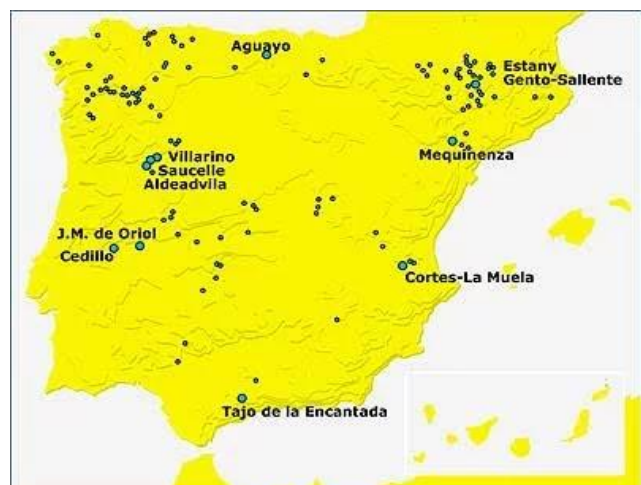 Aguayo
Estany
Gento-Sallente
Mequinenza
Villarino
Saucelle
Aldeadvila
J.M. de Oriol
Cedillo
Cortes-La Muela
Tajo de la Encantada